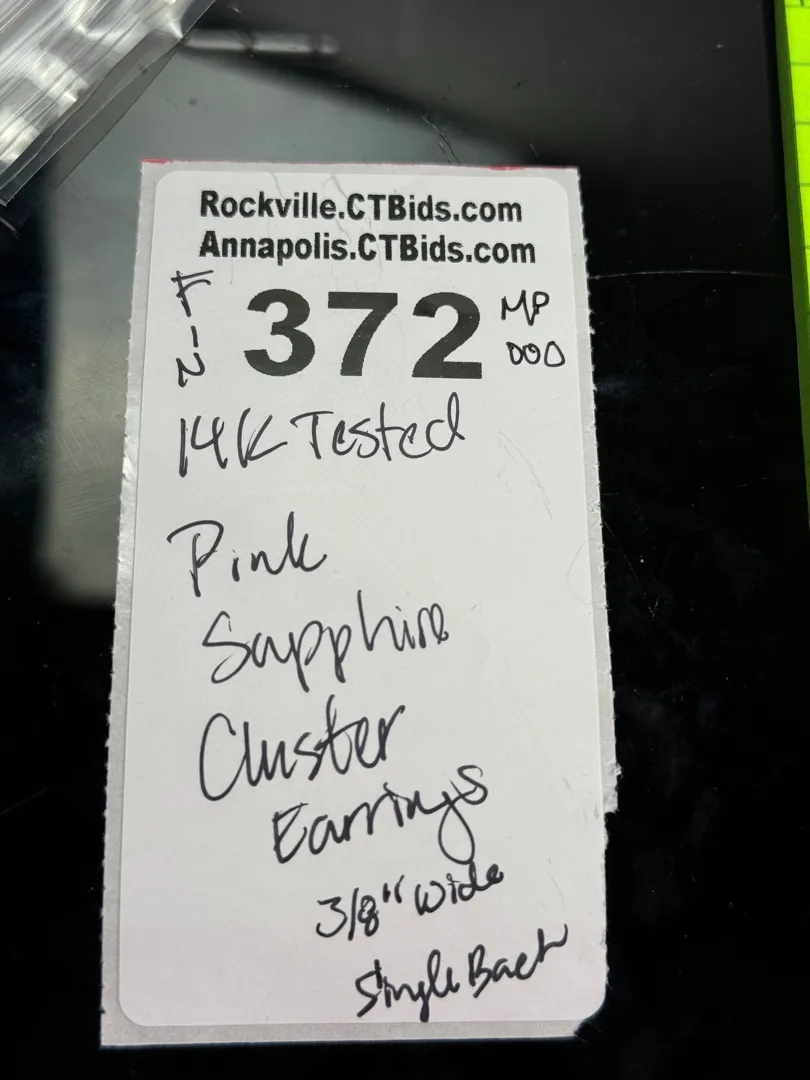 Rockville.CTBids.com
Annapolis.CTBids.com
372
MP
000
14K Tested
Pink
Sapphire
Cluster
Earrings
3/8" Wide
Single Back